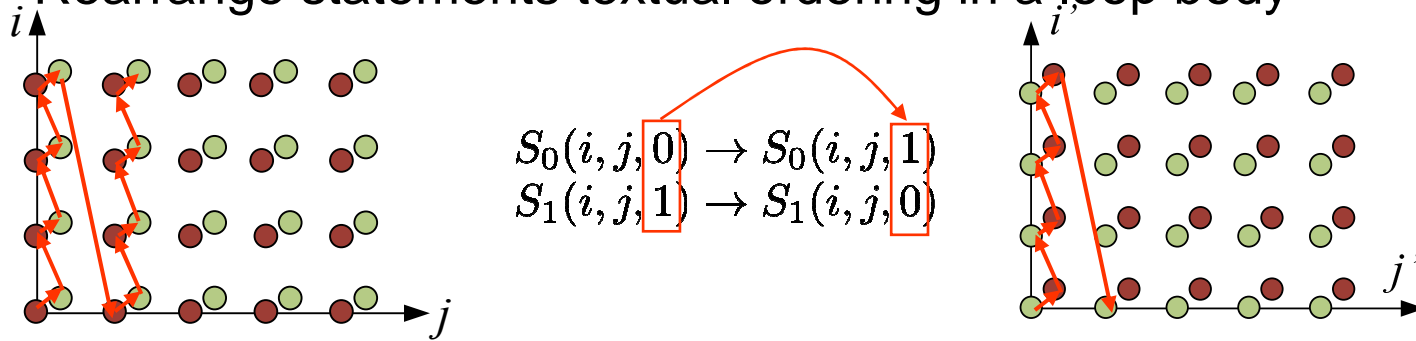 Rearrange statements textual ordering in a loop body
i
j
S₀(i, j, 0) → S₀(i, j, 1)
S₁(i, j, 1) → S₁(i, j, 0)
i'
j'